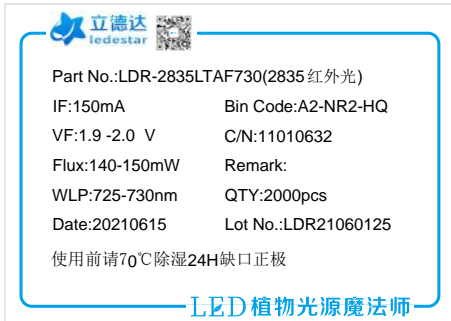 立德达
ledestar
Part No.:LDR-2835LTAF730(2835红外光)
IF:150mA Bin Code:A2-NR2-HQ
VF:1.9 -2.0 V C/N:11010632
Flux:140-150mW Remark:
WLP:725-730nm QTY:2000pcs
Date:20210615 Lot No.:LDR21060125
使用前请70℃除湿24H缺口正极
LED植物光源魔法师